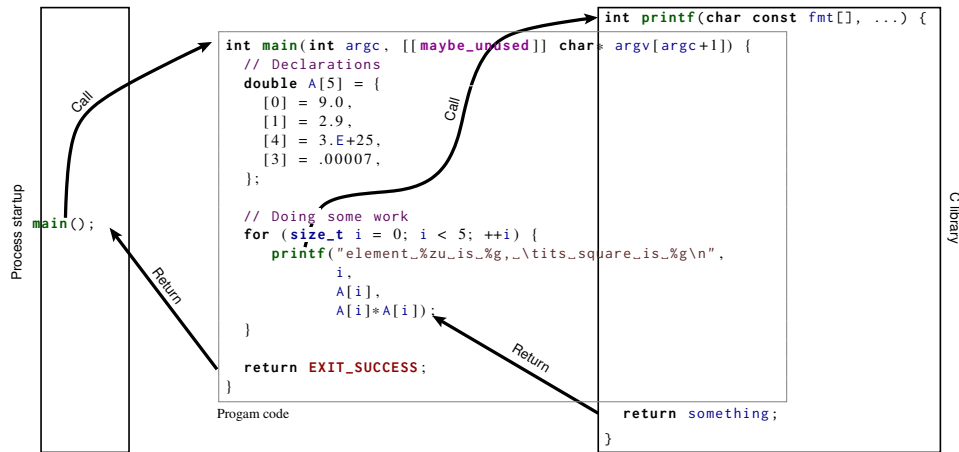 int printf(char const fmt[], ...) {
int main(int argc, [[maybe_unused]] char* argv[argc+1]) {
// Declarations
double A[5] = {
[0] = 9.0,
[1] = 2.9,
[4] = 3.E+25,
[3] = .00007,
};
// Doing some work
for (size_t i = 0; i < 5; ++i) {
printf("element␣%zu␣is␣%g,␣\tits␣square␣is␣%g\n",
i,
A[i],
A[i]*A[i]);
}
return EXIT_SUCCESS;
}
Progam code
return something;
}
Process startup
main();
Call
Return
Call
Return
C library